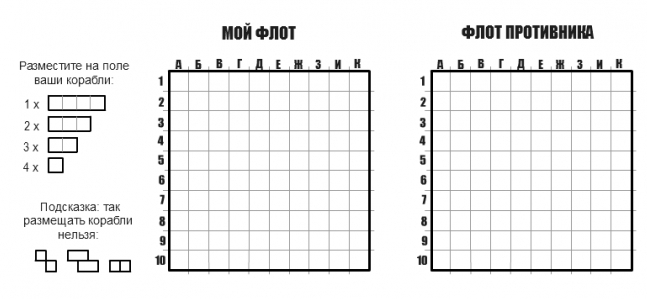 МОЙ ФЛОТ
ФЛОТ ПРОТИВНИКА
Разместите на поле
ваши корабли:
1 х
2 х
3 х
4 х
Подсказка: так
размещать корабли
нельзя:
А Б В Г Д Е Ж З И К
1
2
3
4
5
6
7
8
9
10
А Б В Г Д Е Ж З И К
1
2
3
4
5
6
7
8
9
10